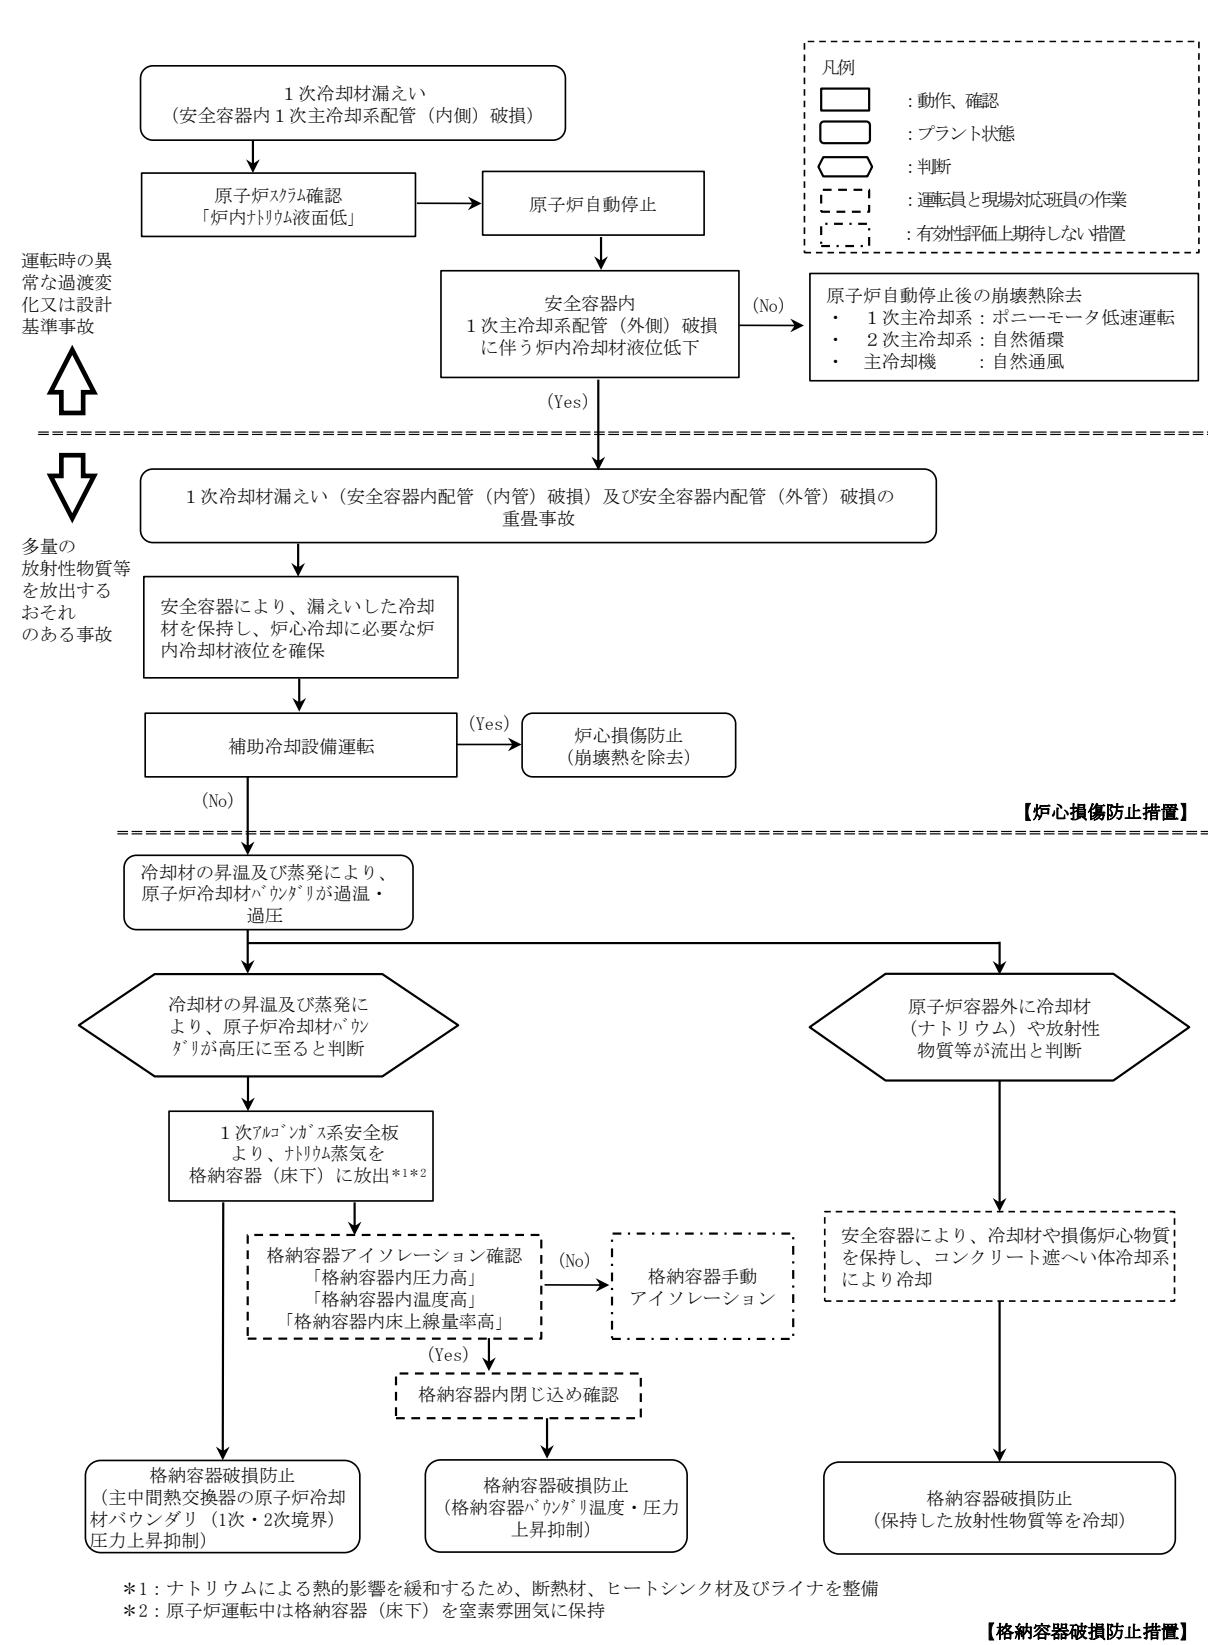 凡例
：動作、確認
：プラント状態
：判断
：運転員と現場対応班員の作業
：有効性評価上期待しない措置
１次冷却材漏えい
（安全容器内１次主冷却系配管（内側）破損）
原子炉ｽｸﾗﾑ確認
「炉内ﾅﾄﾘｳﾑ液面低」
原子炉自動停止
運転時の異
常な過渡変
化又は設計
基準事故
安全容器内
１次主冷却系配管（外側）破損
に伴う炉内冷却材液位低下
（No）
原子炉自動停止後の崩壊熱除去
・　１次主冷却系：ポニーモータ低速運転
・　２次主冷却系：自然循環
・　主冷却機　　：自然通風
（Yes）
１次冷却材漏えい（安全容器内配管（内管）破損）及び安全容器内配管（外管）破損の
重畳事故
多量の
放射性物質等
を放出する
おそれ
のある事故
安全容器により、漏えいした冷却
材を保持し、炉心冷却に必要な炉
内冷却材液位を確保
補助冷却設備運転
（Yes）
炉心損傷防止
（崩壊熱を除去）
（No）
【炉心損傷防止措置】
冷却材の昇温及び蒸発により、
原子炉冷却材ﾊﾞｳﾝﾀﾞﾘが過温・
過圧
冷却材の昇温及び蒸発に
より、原子炉冷却材ﾊﾞｳﾝ
ﾀﾞﾘが高圧に至ると判断
原子炉容器外に冷却材
（ナトリウム）や放射性
物質等が流出と判断
１次ｱﾙｺﾞﾝｶﾞｽ系安全板
より、ﾅﾄﾘｳﾑ蒸気を
格納容器（床下）に放出*1*2
格納容器アイソレーション確認
「格納容器内圧力高」
「格納容器内温度高」
「格納容器内床上線量率高」
（No）
格納容器手動
アイソレーション
安全容器により、冷却材や損傷炉心物質
を保持し、コンクリート遮へい体冷却系
により冷却
（Yes）
格納容器内閉じ込め確認
格納容器破損防止
（主中間熱交換器の原子炉冷却
材バウンダリ（1次・2次境界）
圧力上昇抑制）
格納容器破損防止
（格納容器ﾊﾞｳﾝﾀﾞﾘ温度・圧力
上昇抑制）
格納容器破損防止
（保持した放射性物質等を冷却）
＊1：ナトリウムによる熱的影響を緩和するため、断熱材、ヒートシンク材及びライナを整備
＊2：原子炉運転中は格納容器（床下）を窒素雰囲気に保持
【格納容器破損防止措置】